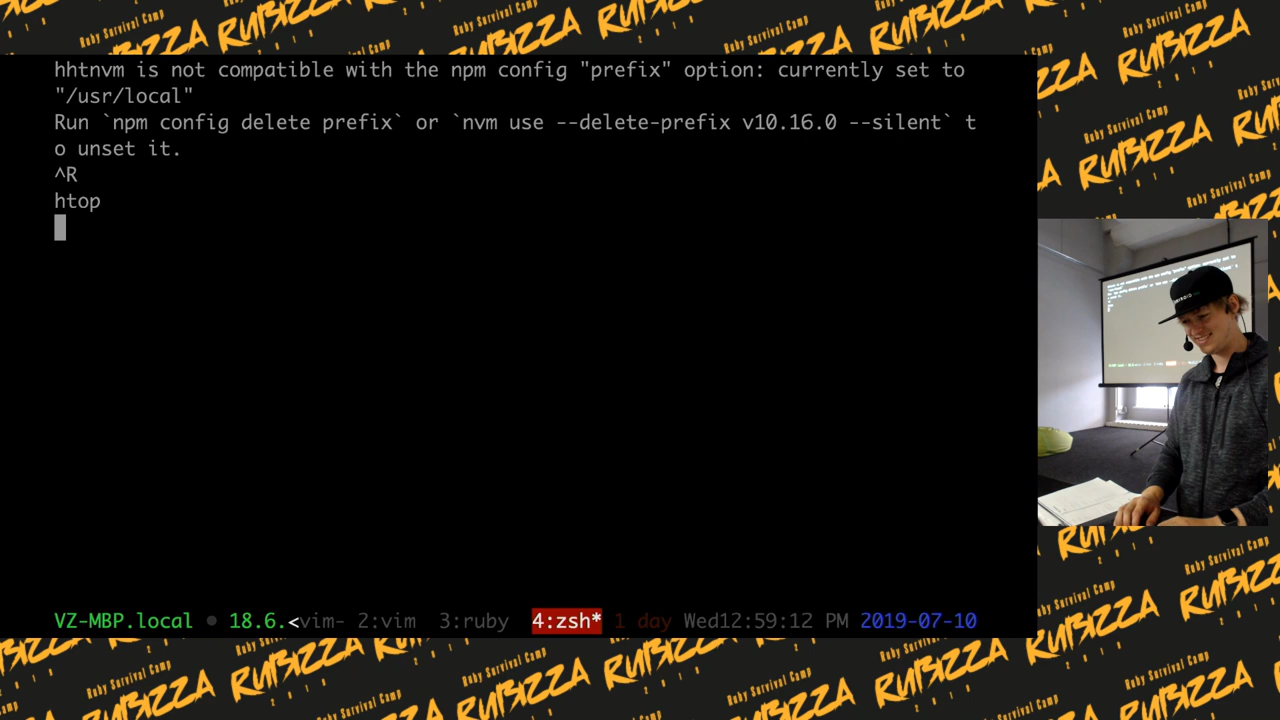 hhtnvm is not compatible with the npm config "prefix" option: currently set to
"/usr/local"
Run `npm config delete prefix` or `nvm use --delete-prefix v10.16.0 --silent` t
o unset it.
^R
htop
VZ-MBP.local • 18.6.<vim- 2:vim 3:ruby 4:zsh* 1 day Wed12:59:12 PM 2019-07-10
Ruby Survival Camp
RUBIZZA
2019